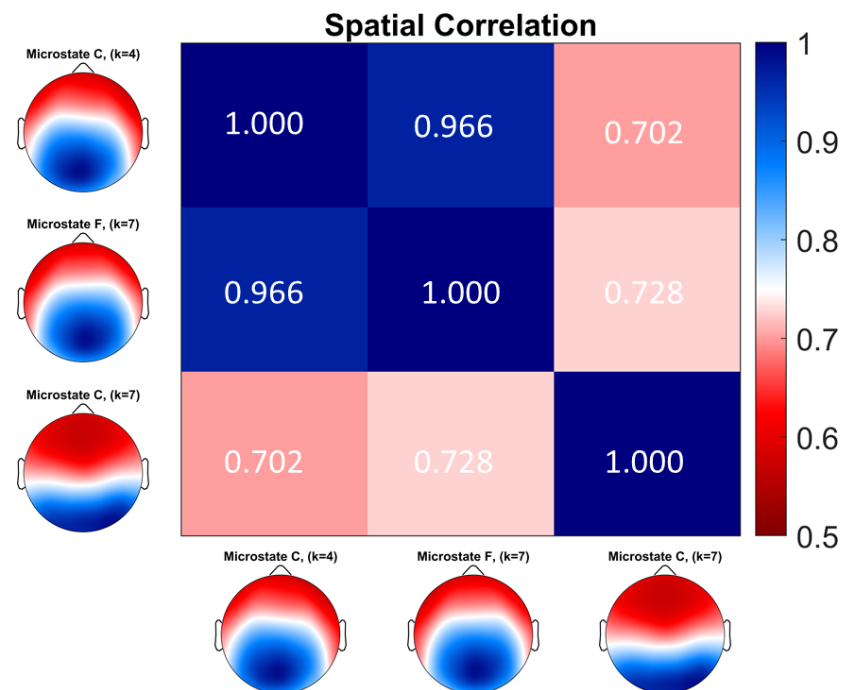 Spatial Correlation
Microstate C, (k=4)
1.000
0.966
0.702
Microstate F, (k=7)
0.966
1.000
0.728
Microstate C, (k=7)
0.702
0.728
1.000
1
0.9
0.8
0.7
0.6
0.5
Microstate C, (k=4)
Microstate F, (k=7)
Microstate C, (k=7)